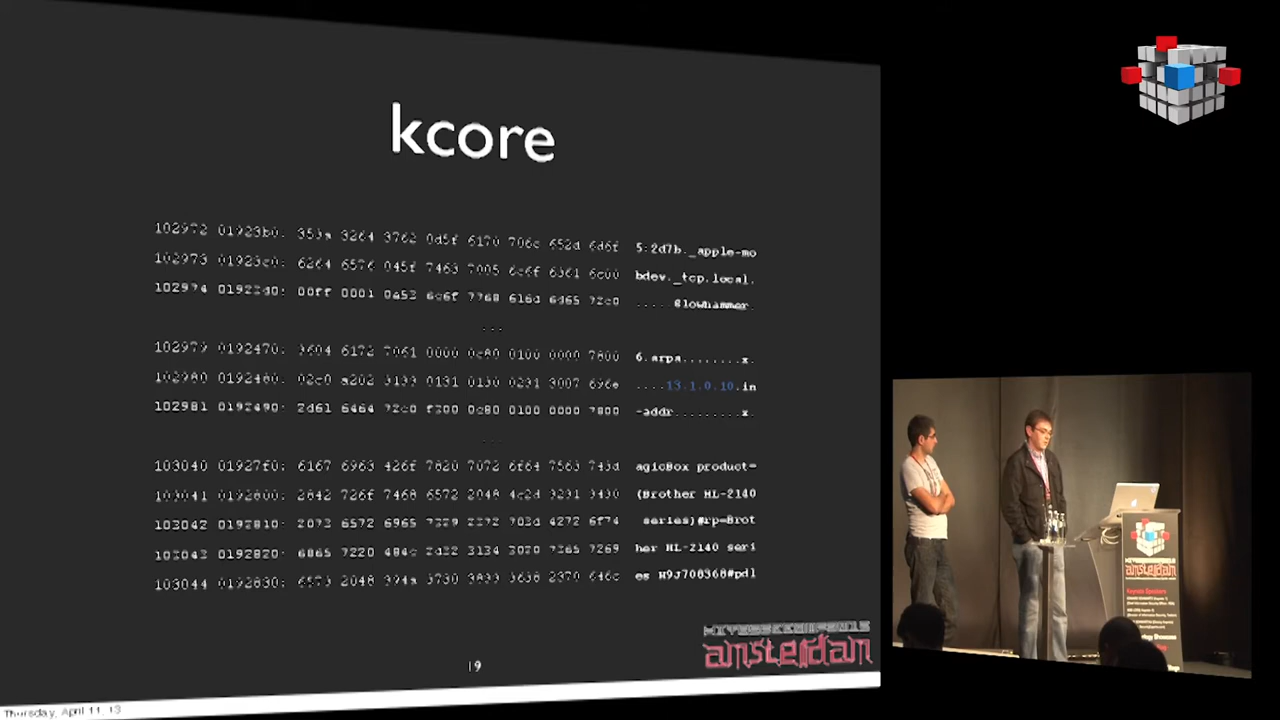 kcore
102972 01923b0: 353a 3264 3762 0d5f 6170 706c 652d 6d6f 5:2d7b._apple-mo
102973 01923c0: 6264 6576 045f 7463 7005 6c6f 6361 6c00 bdev._tcp.local.
102974 01923d0: 00ff 0001 0a53 6c6f 7768 616d 6d65 72c0
...
102979 0192470: 3604 6172 7061 0000 0c80 0100 0000 7800 6.arpa........x.
102980 0192480: 02c0 a202 3133 0131 0130 0231 3007 696e ....13.1.0.10.in
102981 0192490: 2d61 6464 72c0 f300 0c80 0100 0000 7800 -addr.........x.
...
103040 01927f0: 6167 6963 426f 7820 7072 6f64 7563 743d agicBox product=
103041 0192800: 2842 726f 7468 6572 2048 4c2d 3231 3430 (Brother HL-2140
103042 0192810: 2073 6572 6965 7329 2372 703d 4272 6f74 series)#rp=Brot
103043 0192820: 6865 7220 484c 2d32 3134 3020 7365 7269 her HL-2140 seri
103044 0192830: 6573 2048 394a 3730 3833 3638 2370 646c es H9J708368#pdl
amsterdam
19
Thursday, April 11, 13
amsterdam
Keynote Speakers